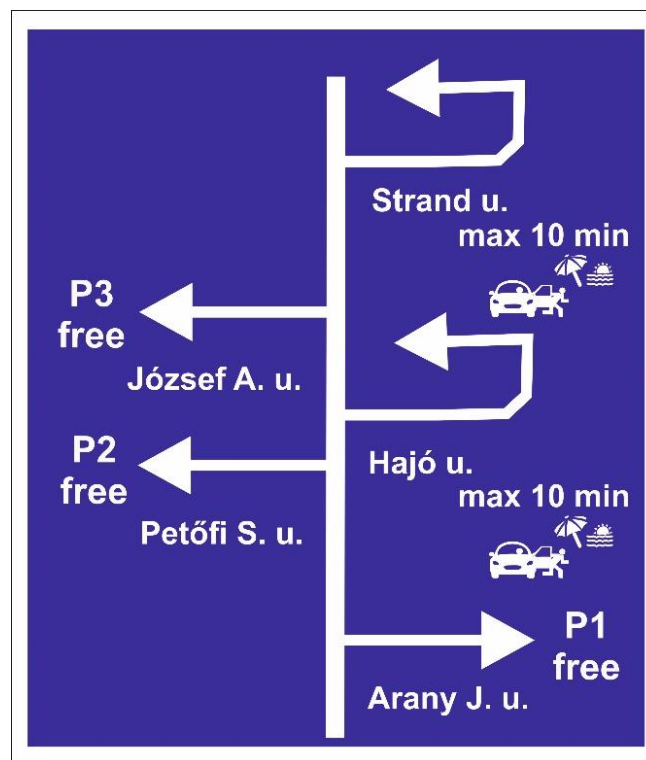 Strand u.
max 10 min
P3
free
József A. u.
P2
free
Hajó u.
max 10 min
Petőfi S. u.
P1
free
Arany J. u.